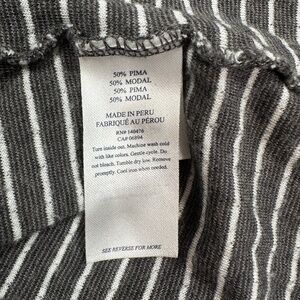 50% PIMA
50% MODAL
50% PIMA
50% MODAL
MADE IN PERU
FABRIQUÉ AU PÉROU
RN# 140476
CA# 06894
Turn inside out. Machine wash cold
with like colors. Gentle cycle. Do
not bleach. Tumble dry low. Remove
promptly. Cool iron when needed.
SEE REVERSE FOR MORE